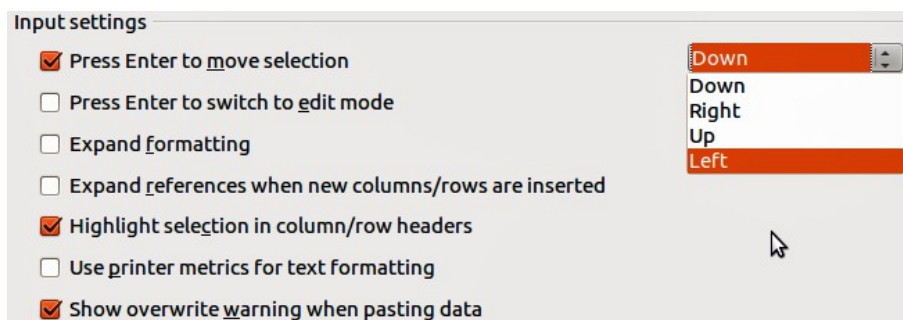 Input settings
Press Enter to move selection
Down
Down
Right
Up
Left
Press Enter to switch to edit mode
Expand formatting
Expand references when new columns/rows are inserted
Highlight selection in column/row headers
Use printer metrics for text formatting
Show overwrite warning when pasting data